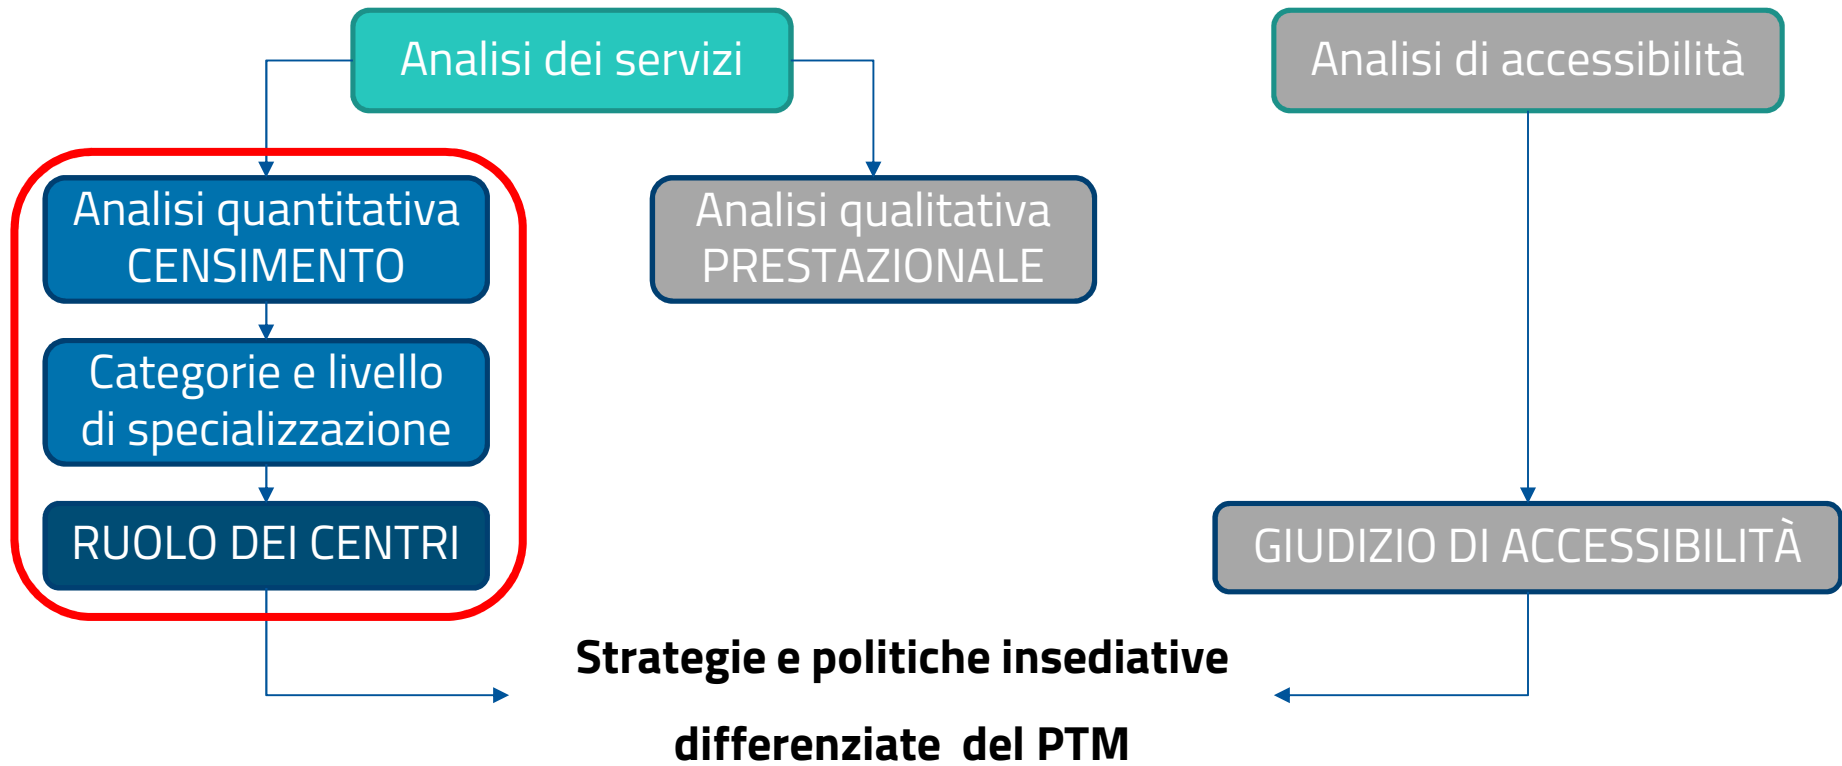 Analisi dei servizi
Analisi di accessibilità
Analisi quantitativa
CENSIMENTO
Analisi qualitativa
PRESTAZIONALE
Categorie e livello
di specializzazione
RUOLO DEI CENTRI
GIUDIZIO DI ACCESSIBILITÀ
Strategie e politiche insediative
differenziate del PTM